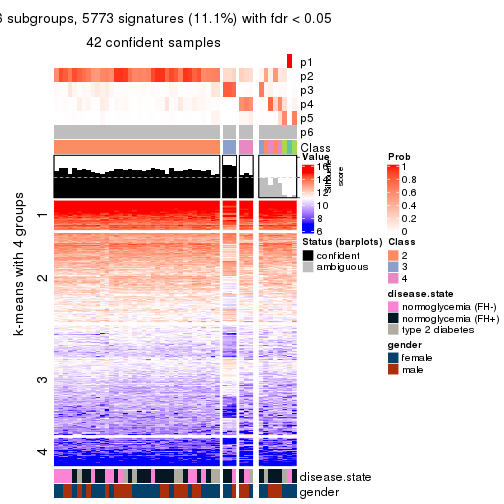 6 subgroups, 5773 signatures (11.1%) with fdr < 0.05
42 confident samples
p1
p2
p3
p4
p5
p6
Class
k-means with 4 groups
1
2
3
4
Silhouette
score
Value
14
12
10
8
6
Status (barplots)
confident
ambiguous
Prob
1
0.8
0.6
0.4
0.2
0
Class
2
3
4
disease.state
normoglycemia (FH-)
normoglycemia (FH+)
type 2 diabetes
gender
female
male
disease.state
gender